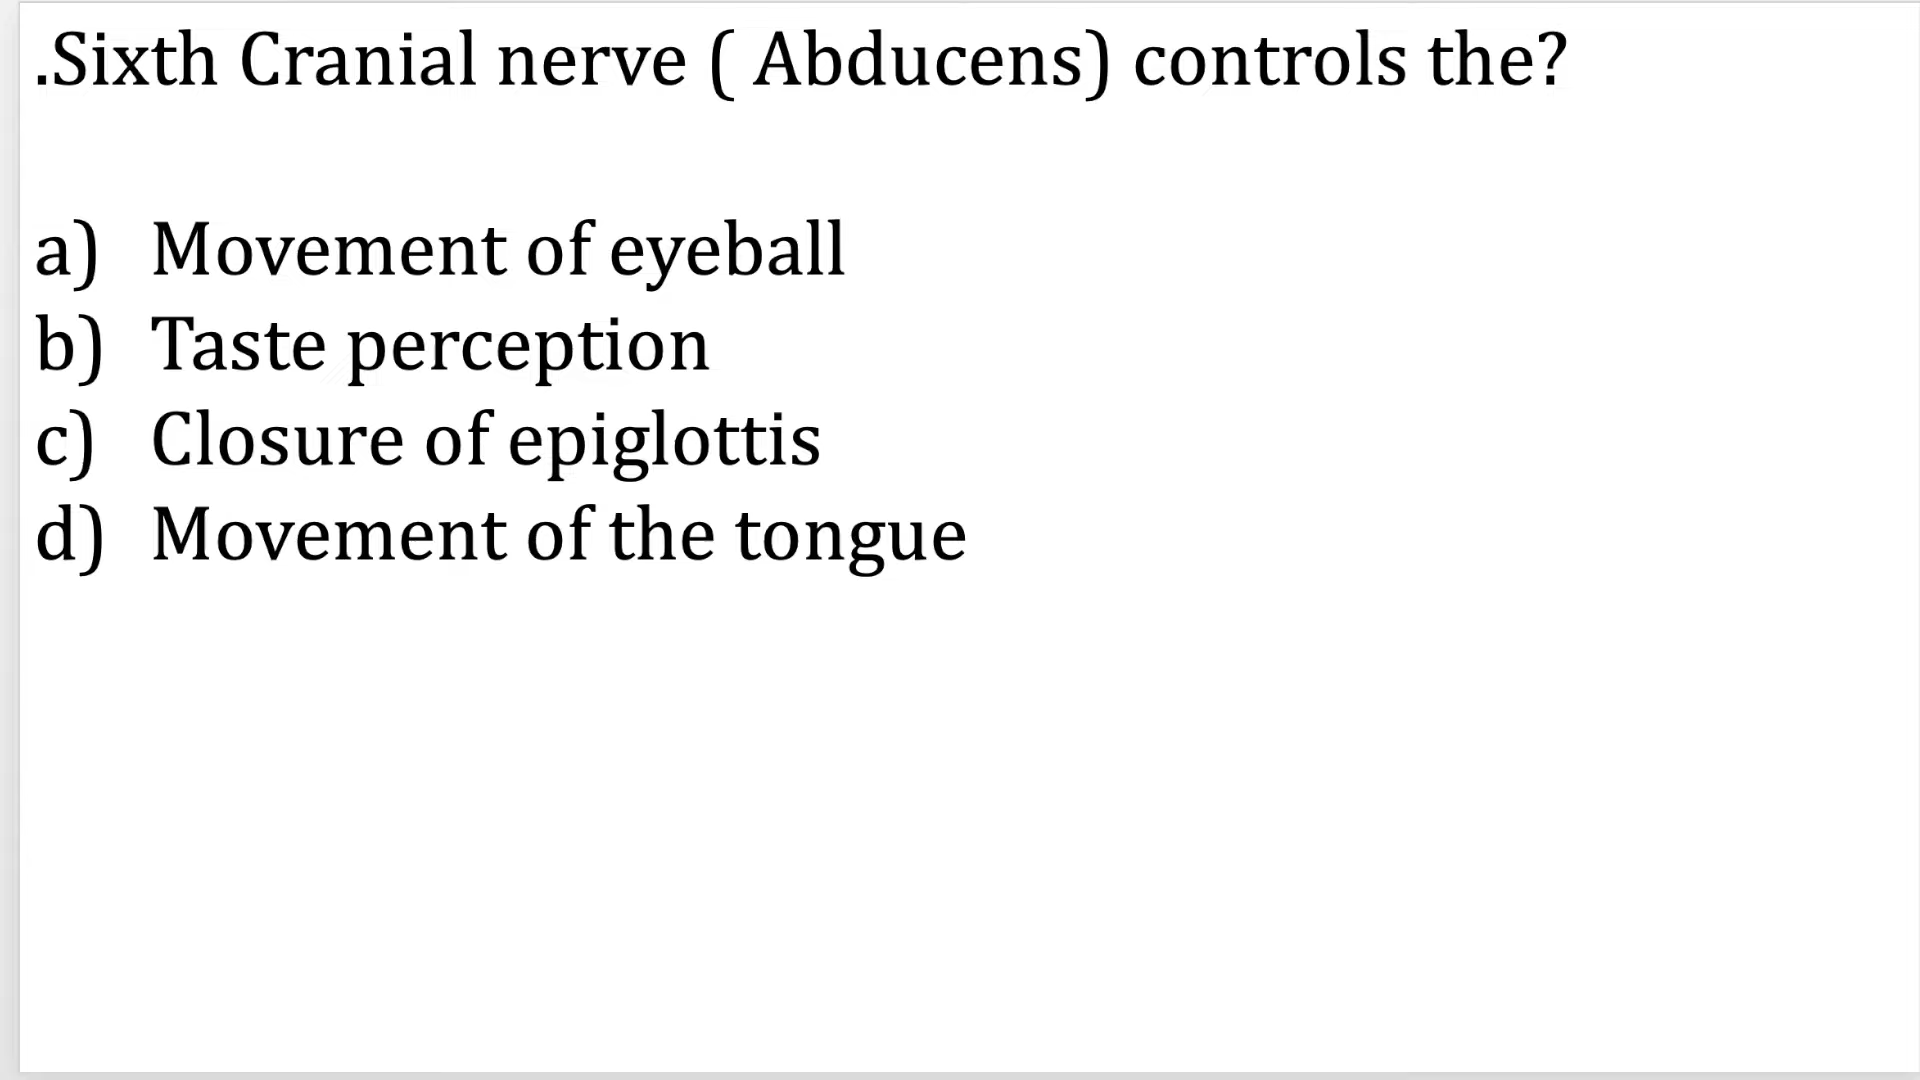 .Sixth Cranial nerve ( Abducens) controls the?
a) Movement of eyeball
b) Taste perception
c) Closure of epiglottis
d) Movement of the tongue